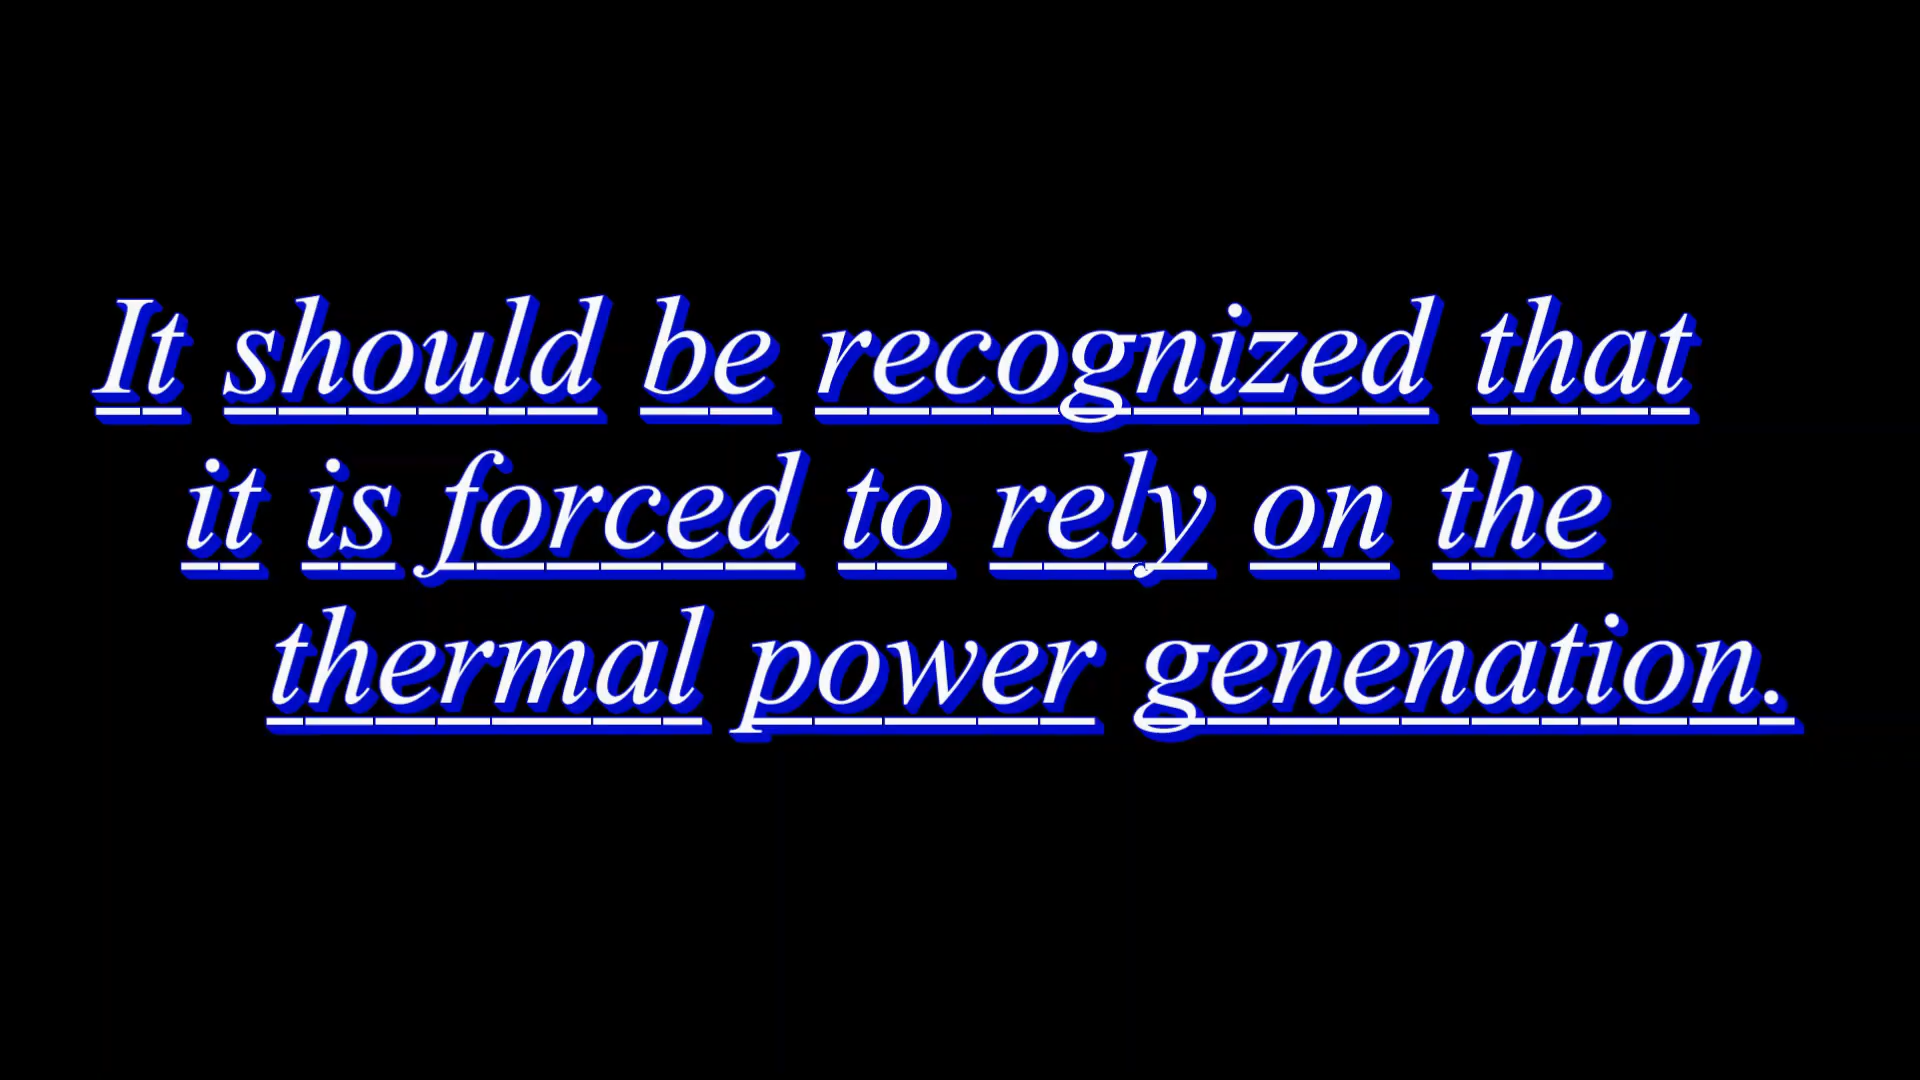 It should be recognized that
it is forced to rely on the
thermal power genenation.